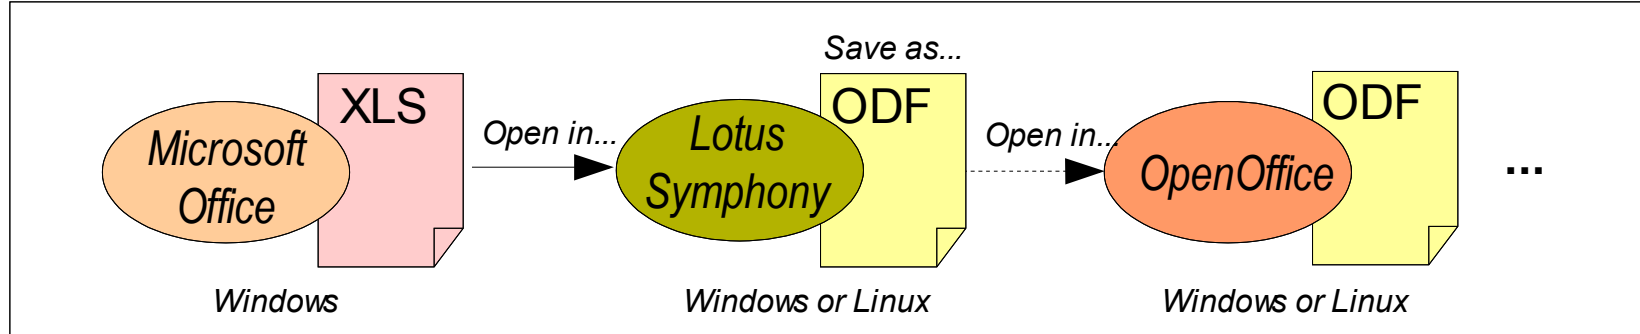 Save as...
XLS
ODF
ODF
Open in...
Open in...
Microsoft
Office
Lotus
Symphony
OpenOffice
...
Windows
Windows or Linux
Windows or Linux